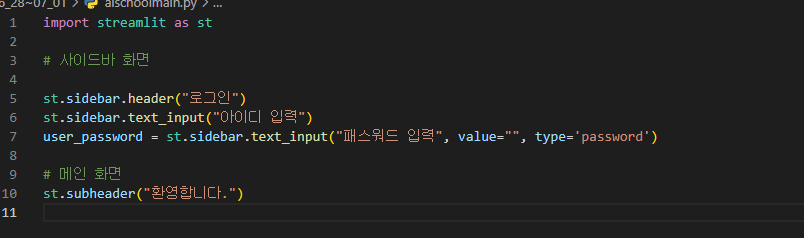 6_28~07_01 > aischoolmain.py > ...
1 import streamlit as st
2
3 # 사이드바 화면
4
5 st.sidebar.header("로그인")
6 st.sidebar.text_input("아이디 입력")
7 user_password = st.sidebar.text_input("패스워드 입력", value="", type='password')
8
9 # 메인 화면
10 st.subheader("환영합니다.")
11